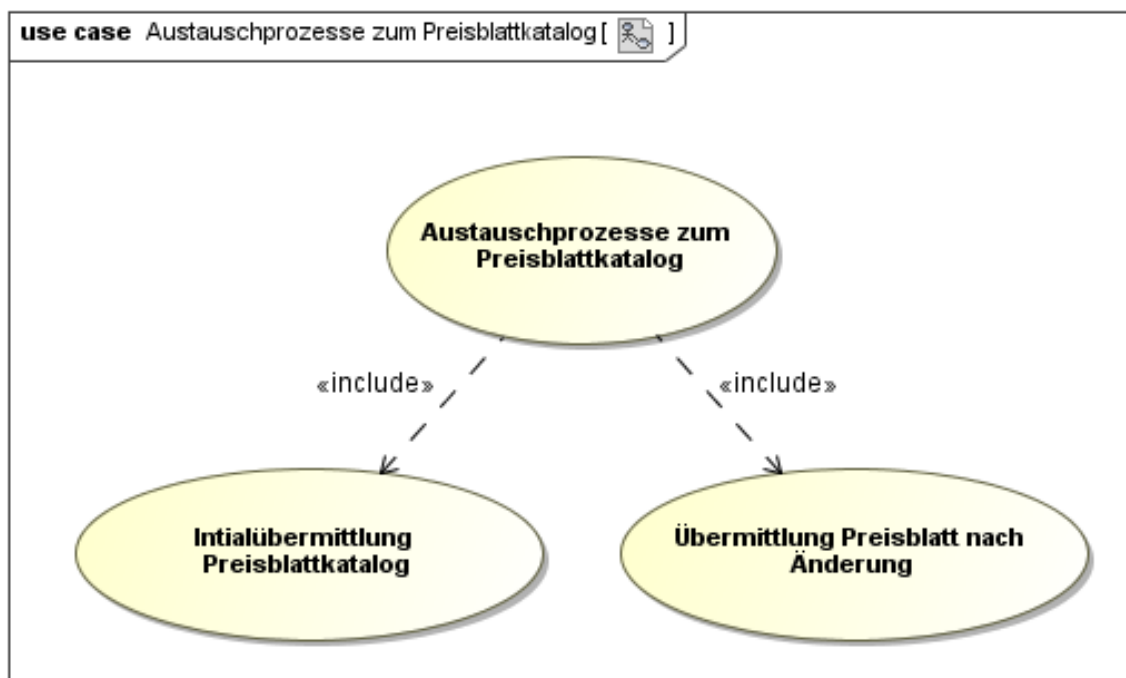 use case Austauschprozesse zum Preisblattkatalog [ ]
Austauschprozesse zum
Preisblattkatalog
«include»
«include»
Intialübermittlung
Preisblattkatalog
Übermittlung Preisblatt nach
Änderung